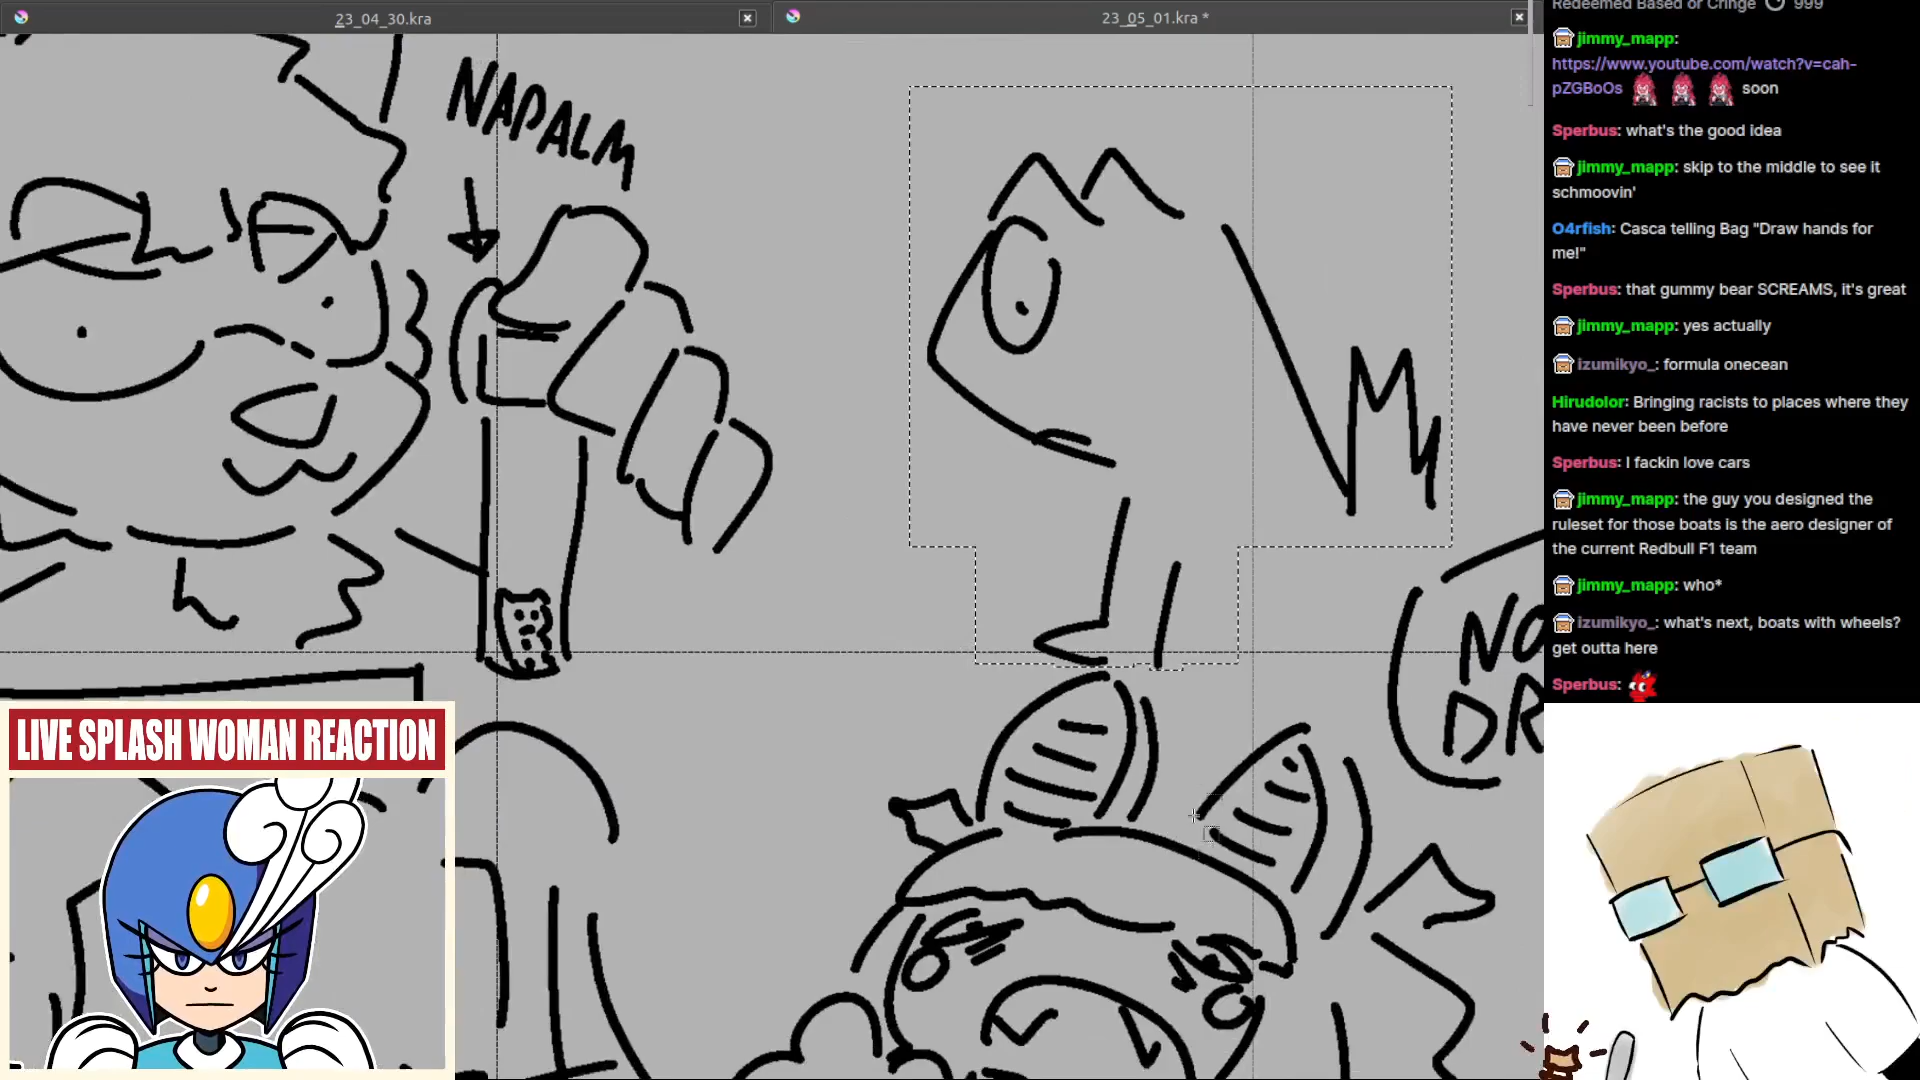 23_04_30.kra
23_05_01.kra *
NAPALM
LIVE SPLASH WOMAN REACTION
Redeemed Based or Cringe 999
jimmy_mapp:
https://www.youtube.com/watch?v=cah-
pZGBoOs soon
Sperbus: what's the good idea
jimmy_mapp: skip to the middle to see it
schmoovin'
O4rfish: Casca telling Bag "Draw hands for
me!"
Sperbus: that gummy bear SCREAMS, it's great
jimmy_mapp: yes actually
izumikyo_: formula onecean
Hirudolor: Bringing racists to places where they
have never been before
Sperbus: I fackin love cars
jimmy_mapp: the guy you designed the
ruleset for those boats is the aero designer of
the current Redbull F1 team
jimmy_mapp: who*
izumikyo_: what's next, boats with wheels?
get outta here
Sperbus: